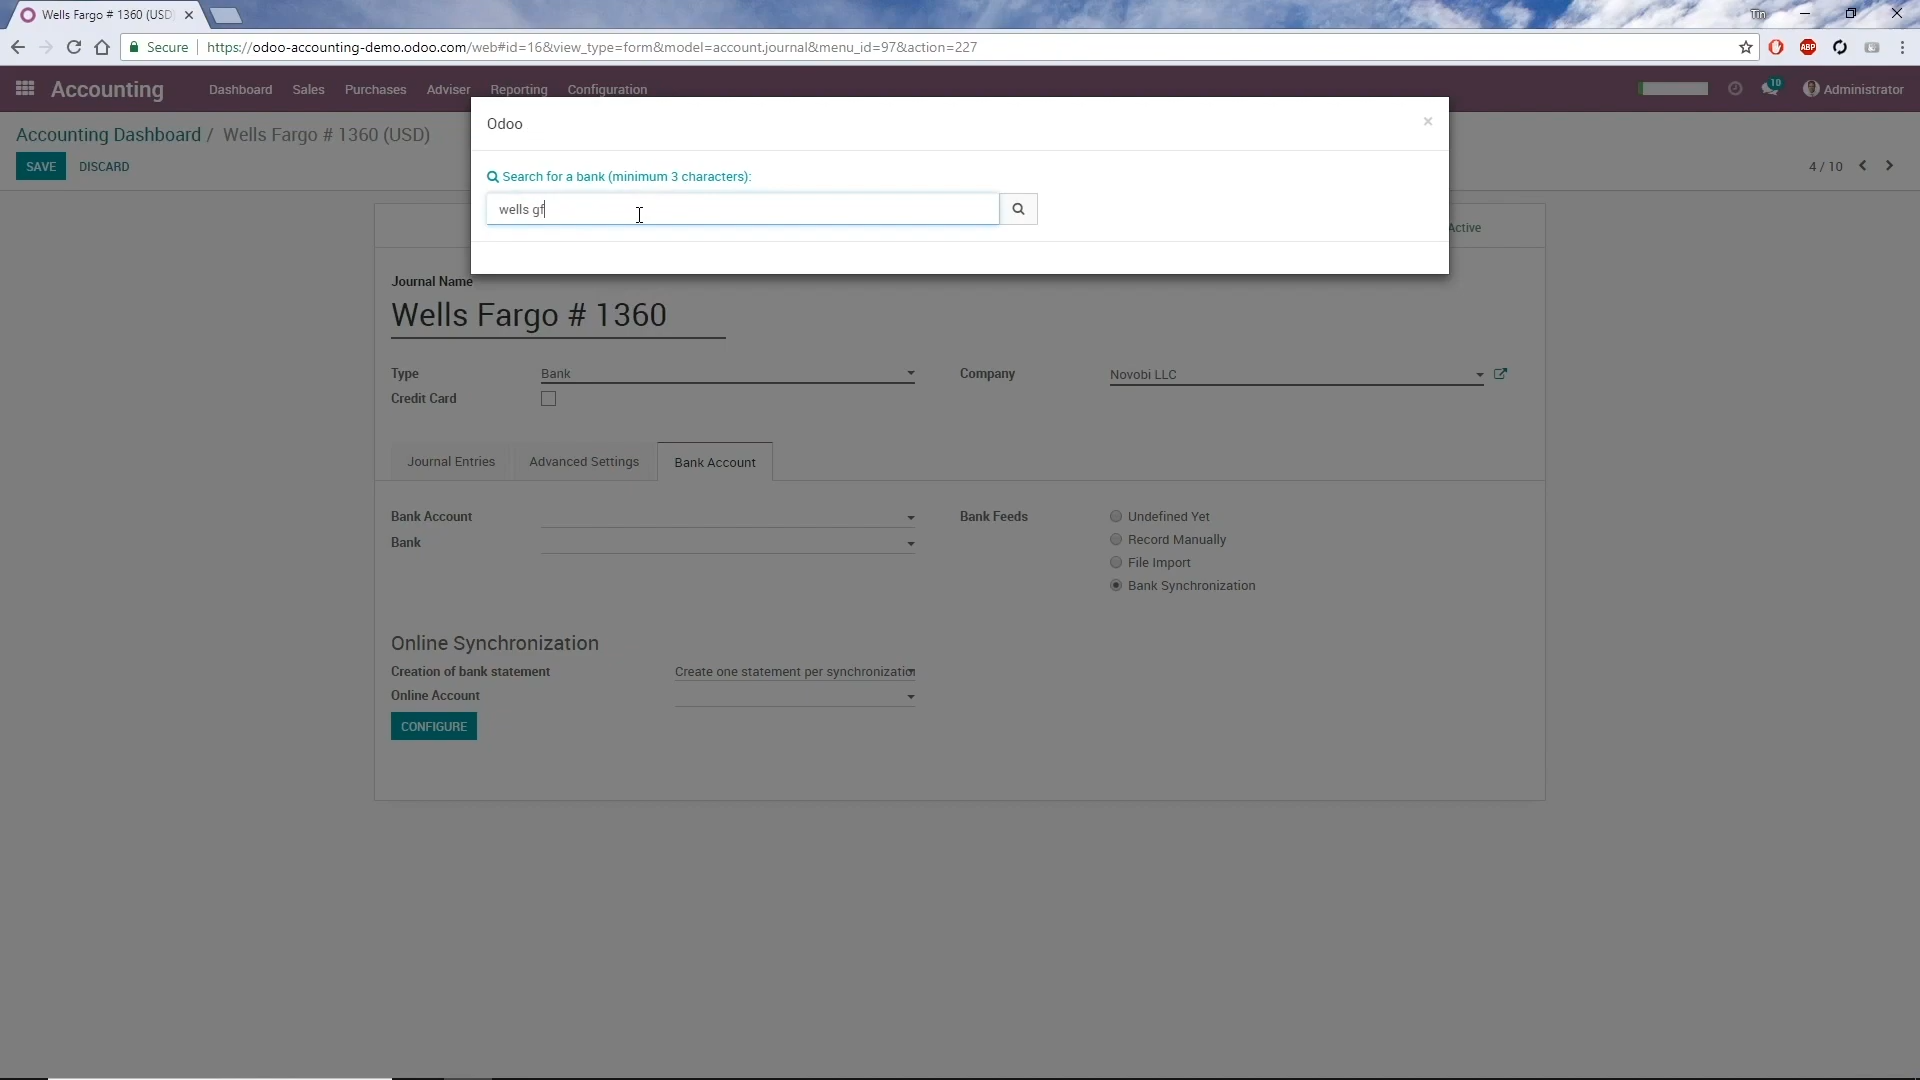 Wells Fargo # 1360 (USD
Tin
Secure
https://odoo-accounting-demo.odoo.com/web#id=16&view_type=form&model=account.journal&menu_id=97&action=227
ABP
Accounting
Dashboard Sales Purchases Adviser Reporting Configuration
10
Administrator
Accounting Dashboard / Wells Fargo # 1360 (USD)
SAVE DISCARD
4 / 10
Odoo
×
Search for a bank (minimum 3 characters):
wells gf
Active
Journal Name
Wells Fargo # 1360
Type Bank
Company Novobi LLC
Credit Card
Journal Entries Advanced Settings Bank Account
Bank Account
Bank
Bank Feeds
Undefined Yet
Record Manually
File Import
Bank Synchronization
Online Synchronization
Creation of bank statement Create one statement per synchronization
Online Account
CONFIGURE